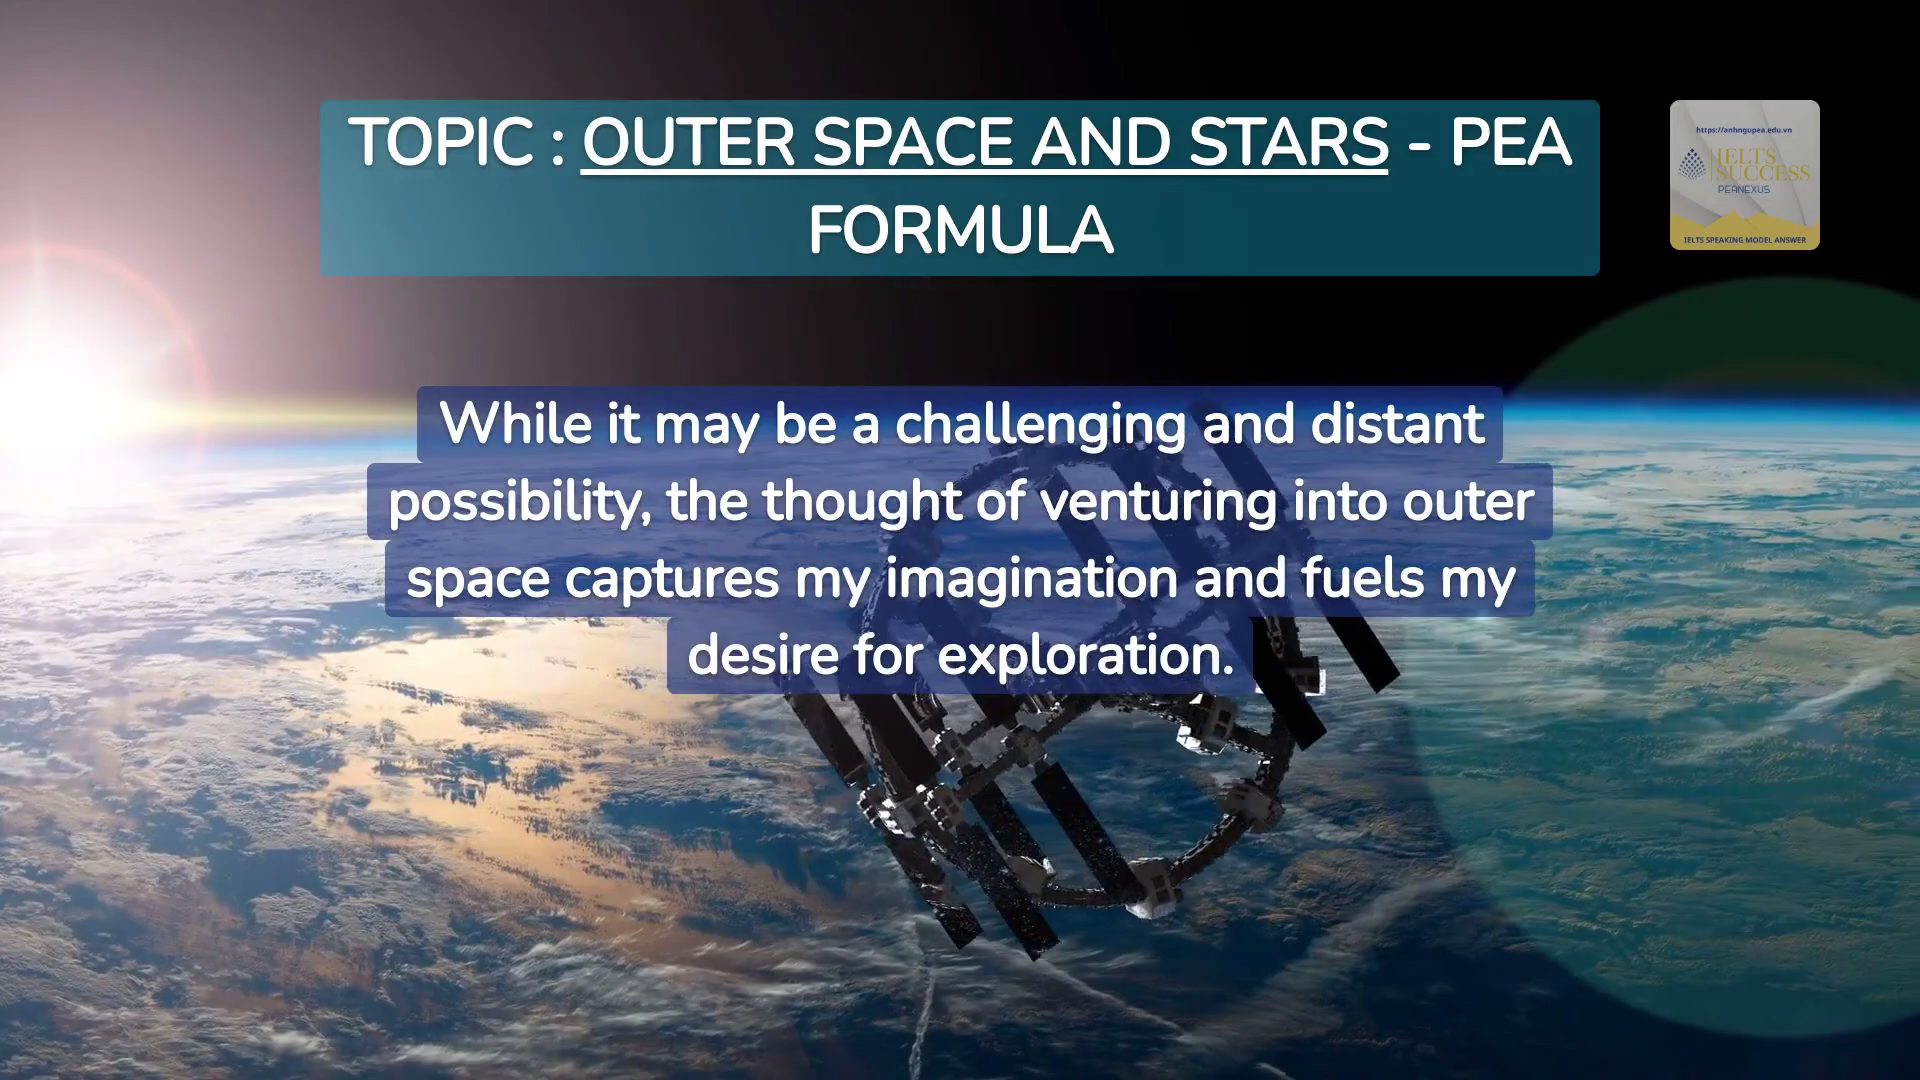 TOPIC : OUTER SPACE AND STARS - PEA
FORMULA
https://anhngupea.edu.vn
IELTS
SUCCESS
PEANEXUS
IELTS SPEAKING MODEL ANSWER
While it may be a challenging and distant
possibility, the thought of venturing into outer
space captures my imagination and fuels my
desire for exploration.